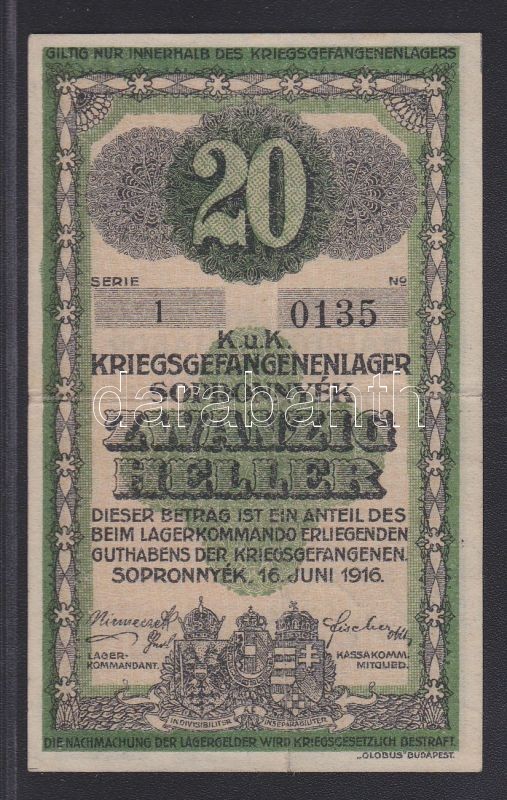 GILTIG NUR INNERHALB DES KRIEGSGEFANGENENLAGERS
20
SERIE No
1 0135
K.u.K.
KRIEGSGEFANGENENLAGER
SOPRONNYÉK
darabanth
ZWANZIG
HELLER
DIESER BETRAG IST EIN ANTEIL DES
BEIM LAGERKOMMANDO ERLIEGENDEN
GUTHABENS DER KRIEGSGEFANGENEN.
SOPRONNYÉK, 16. JUNI 1916.
Fischer
LAGER- KASSAKOMM.
KOMMANDANT. MITGLIED.
INDIVISIBILITER AC INSEPARABILITER
DIE NACHMACHUNG DER LAGERGELDER WIRD KRIEGSGESETZLICH BESTRAFT.
„GLOBUS" BUDAPEST.